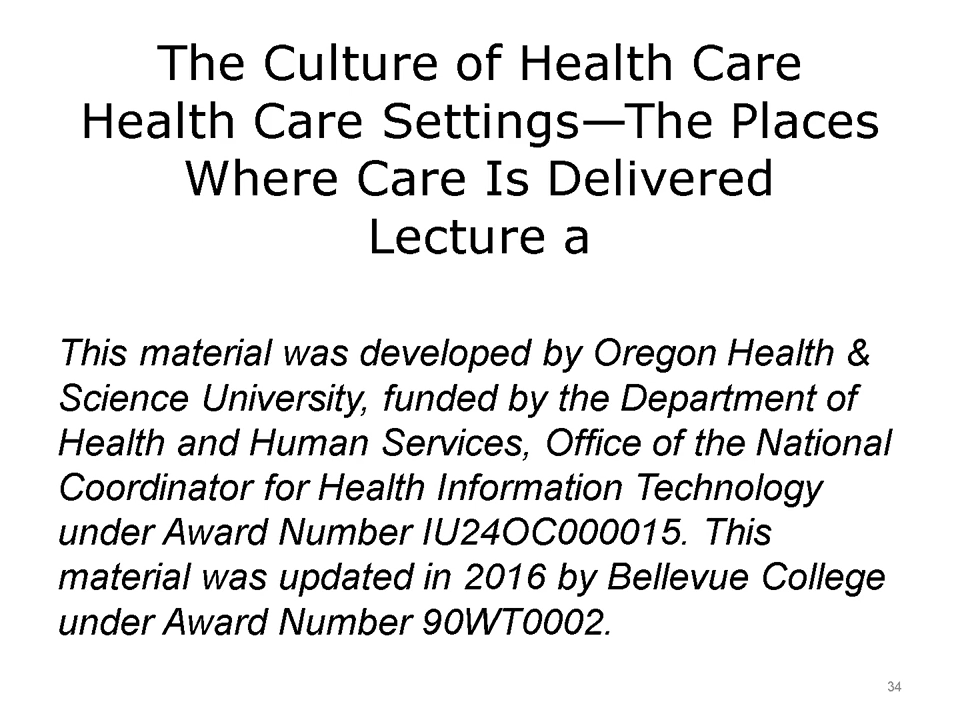 The Culture of Health Care
Health Care Settings—The Places
Where Care Is Delivered
Lecture a
This material was developed by Oregon Health &
Science University, funded by the Department of
Health and Human Services, Office of the National
Coordinator for Health Information Technology
under Award Number IU24OC000015. This
material was updated in 2016 by Bellevue College
under Award Number 90WT0002.
34